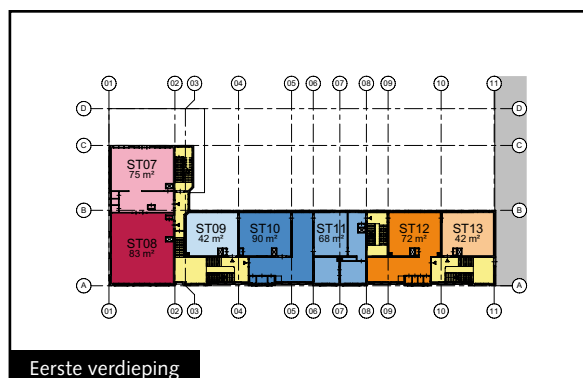 01 02 03 04 05 06 07 08 09 10 11
D D
C C
ST07
75 m²
B B
ST09 ST10 ST11 ST12 ST13
42 m² 90 m² 68 m² 72 m² 42 m²
ST08
83 m²
A A
01 02 03 04 05 06 07 08 09 10 11
Eerste verdieping